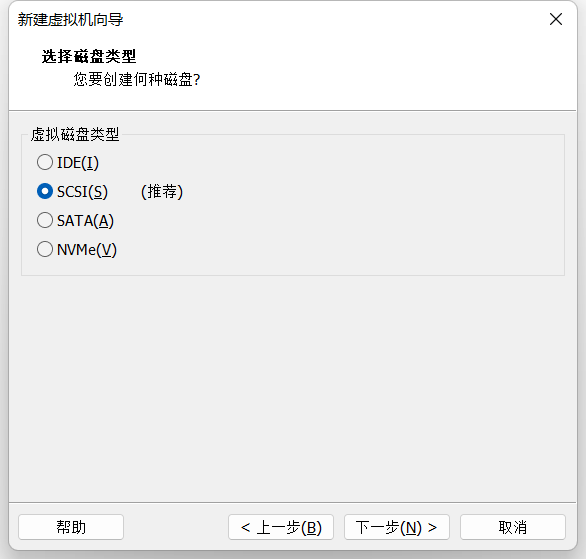 新建虚拟机向导
选择磁盘类型
您要创建何种磁盘?
虚拟磁盘类型
IDE(I)
SCSI(S) (推荐)
SATA(A)
NVMe(V)
帮助 < 上一步(B) 下一步(N) > 取消